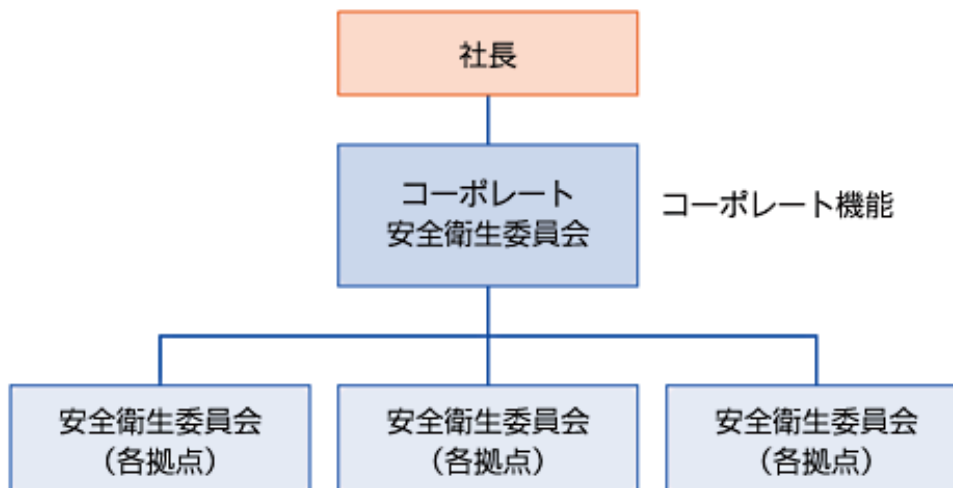 社長
コーポレート
安全衛生委員会
コーポレート機能
安全衛生委員会
（各拠点）
安全衛生委員会
（各拠点）
安全衛生委員会
（各拠点）